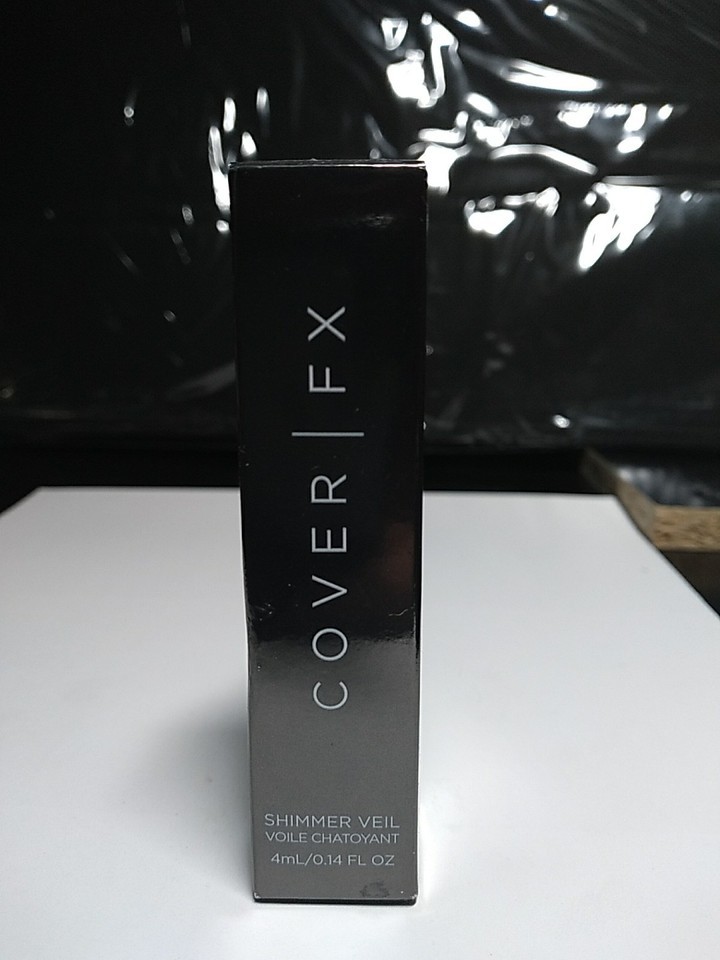 COVER | FX
SHIMMER VEIL
VOILE CHATOYANT
4mL/0.14 FL OZ